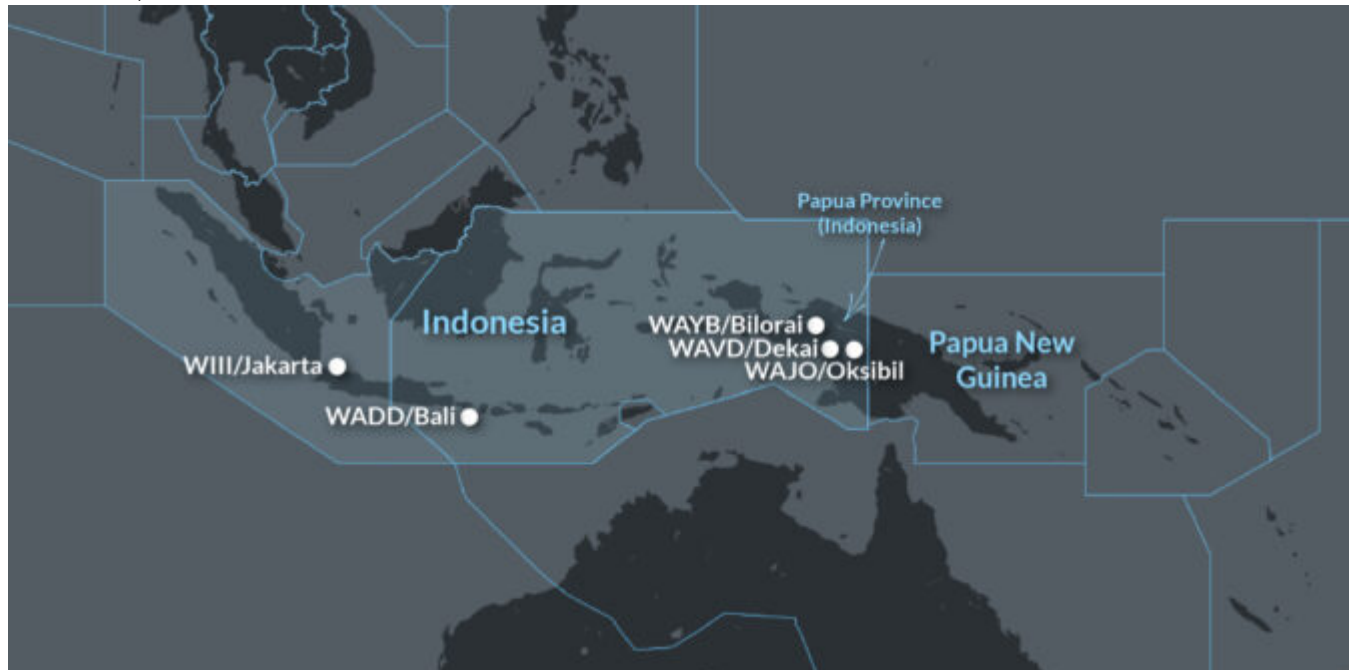 Papua Province
(Indonesia)
Indonesia
WAYB/Bilorai
WAVD/Dekai
WAJO/Oksibil
Papua New
Guinea
WIII/Jakarta
WADD/Bali